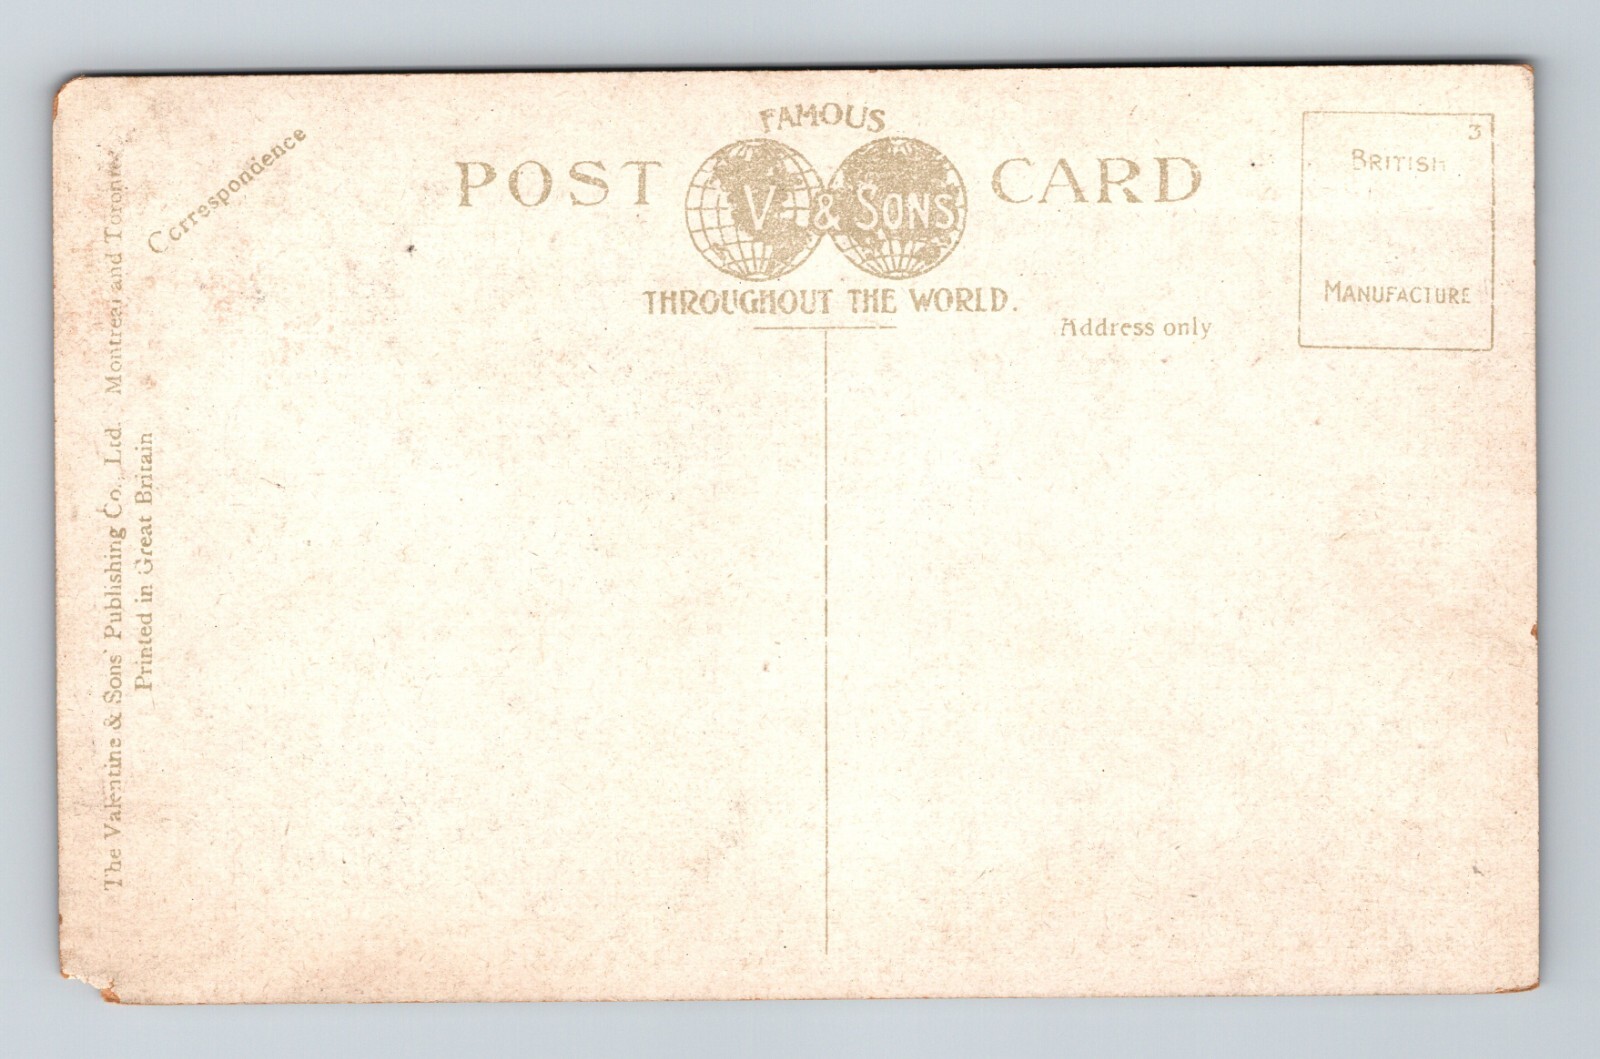 FAMOUS
POST V & SONS CARD
THROUGHOUT THE WORLD.
Correspondence
Address only
3
BRITISH
MANUFACTURE
The Valentine & Sons' Publishing Co., Ltd. Montreal and Toronto
Printed in Great Britain